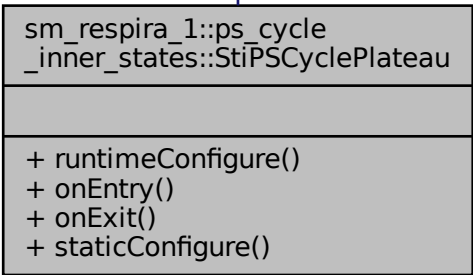 sm_respira_1::ps_cycle
_inner_states::StiPSCyclePlateau
+ runtimeConfigure()
+ onEntry()
+ onExit()
+ staticConfigure()